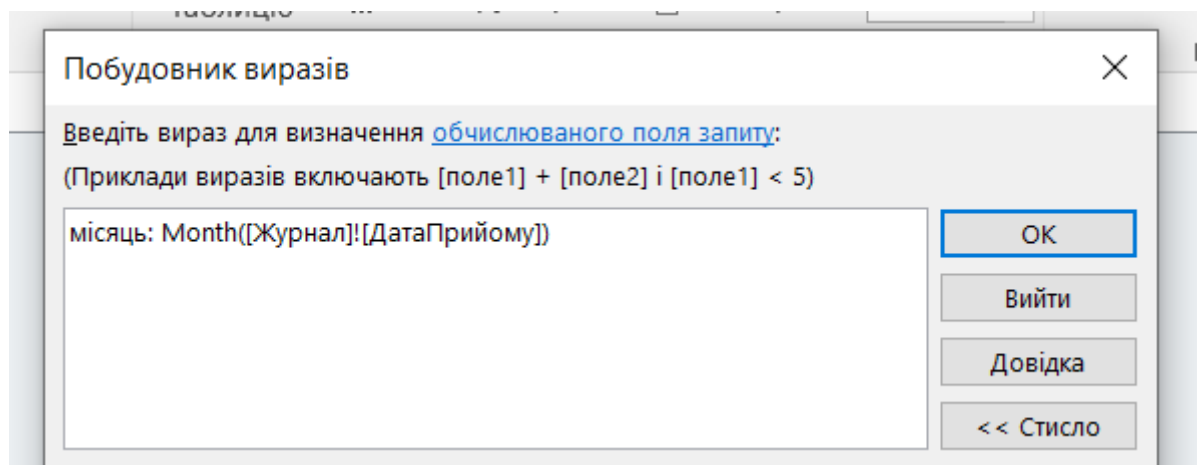 Побудовник виразів
Введіть вираз для визначення обчислюваного поля запиту:
(Приклади виразів включають [поле1] + [поле2] і [поле1] < 5)
місяць: Month([Журнал]![ДатаПрийому])
ОК
Вийти
Довідка
<< Стисло